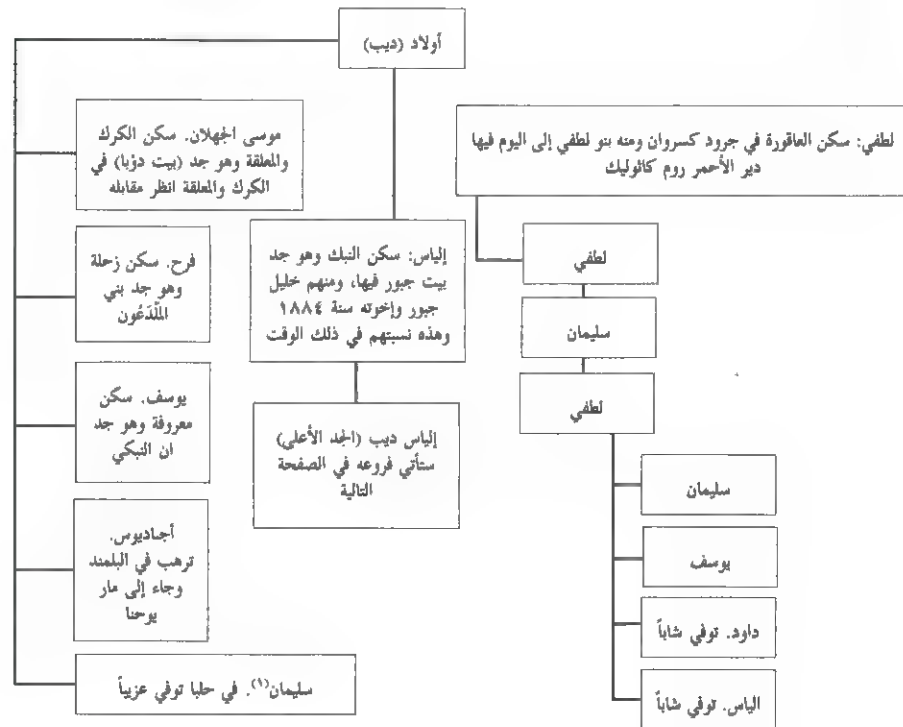 أولاد (ديب)
لطفي: سكن العاقورة في جرود كسروان ومنه بنو لطفي إلى اليوم فيها
دير الأحمر روم كاثوليك
لطفي
سليمان
لطفي
سليمان
يوسف
داود. توفي شاباً
الياس. توفي شاباً
إلياس: سكن النبك وهو جد
بيت جبور فيها، ومنهم خليل
جبور وإخوته سنة ١٨٨٤
وهذه نسبتهم في ذلك الوقت
إلياس ديب (الجد الأعلى)
ستأتي فروعه في الصفحة
التالية
موسى الجهلان. سكن الكرك
والمعلقة وهو جد (بيت دؤبا) في
الكرك والمعلقة انظر مقابله
فرح. سكن زحلة
وهو جد بني
المَلْدَعُون
يوسف. سكن
معروفة وهو جد
ان النبكي
أجاديوس.
ترهب في البلمند
وجاء إلى مار
يوحنا
سليمان(١). في حلبا توفي عزيباً